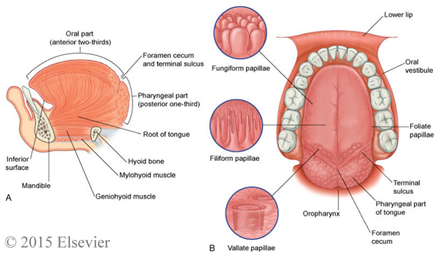 Oral part
(anterior two-thirds)
Foramen cecum
and terminal sulcus
Pharyngeal part
(posterior one-third)
Root of tongue
Inferior
surface
Hyoid bone
Mylohyoid muscle
Mandible
Geniohyoid muscle
A
© 2015 Elsevier
Lower lip
Fungiform papillae
Oral
vestibule
Filiform papillae
Foliate
papillae
Terminal
sulcus
Oropharynx
Pharyngeal part
of tongue
Foramen
cecum
Vallate papillae
B